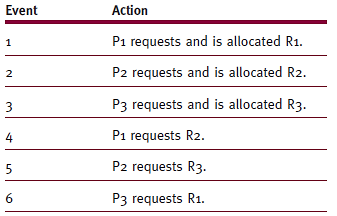 Event Action
1 P1 requests and is allocated R1.
2 P2 requests and is allocated R2.
3 P3 requests and is allocated R3.
4 P1 requests R2.
5 P2 requests R3.
6 P3 requests R1.